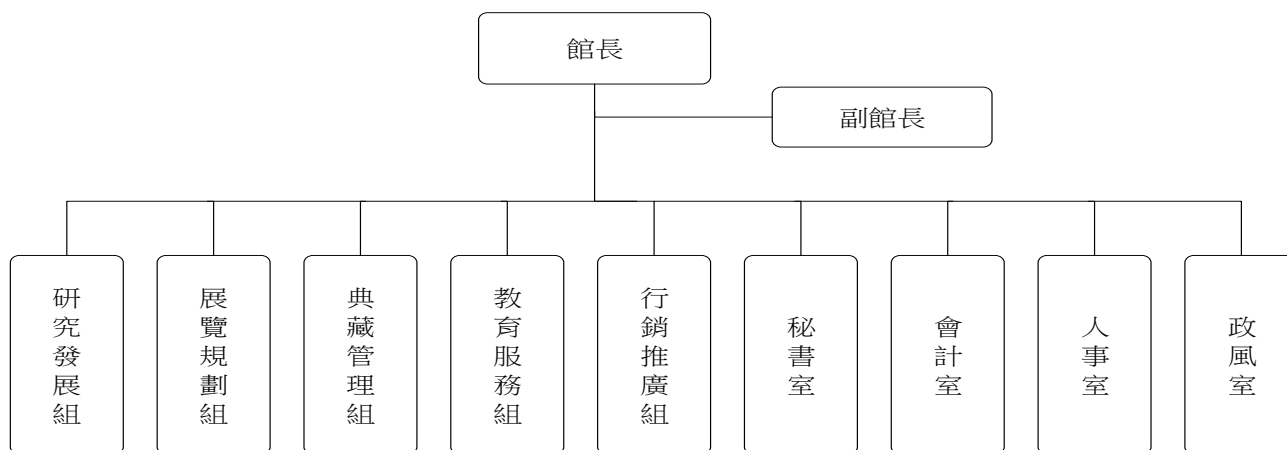 館長
副館長
研究發展組
展覽規劃組
典藏管理組
教育服務組
行銷推廣組
秘書室
會計室
人事室
政風室